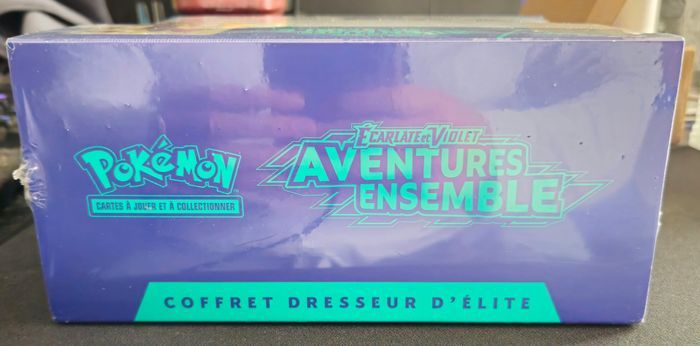 POKÉMON
CARTES À JOUER ET À COLLECTIONNER
ÉCARLATE ET VIOLET
AVENTURES
ENSEMBLE
COFFRET DRESSEUR D'ÉLITE